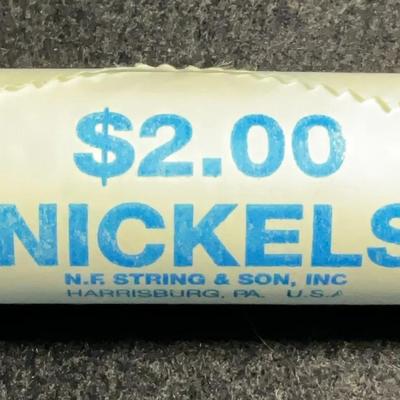 $2.00
NICKELS
N.F. STRING & SON, INC
HARRISBURG, PA. U.S.A